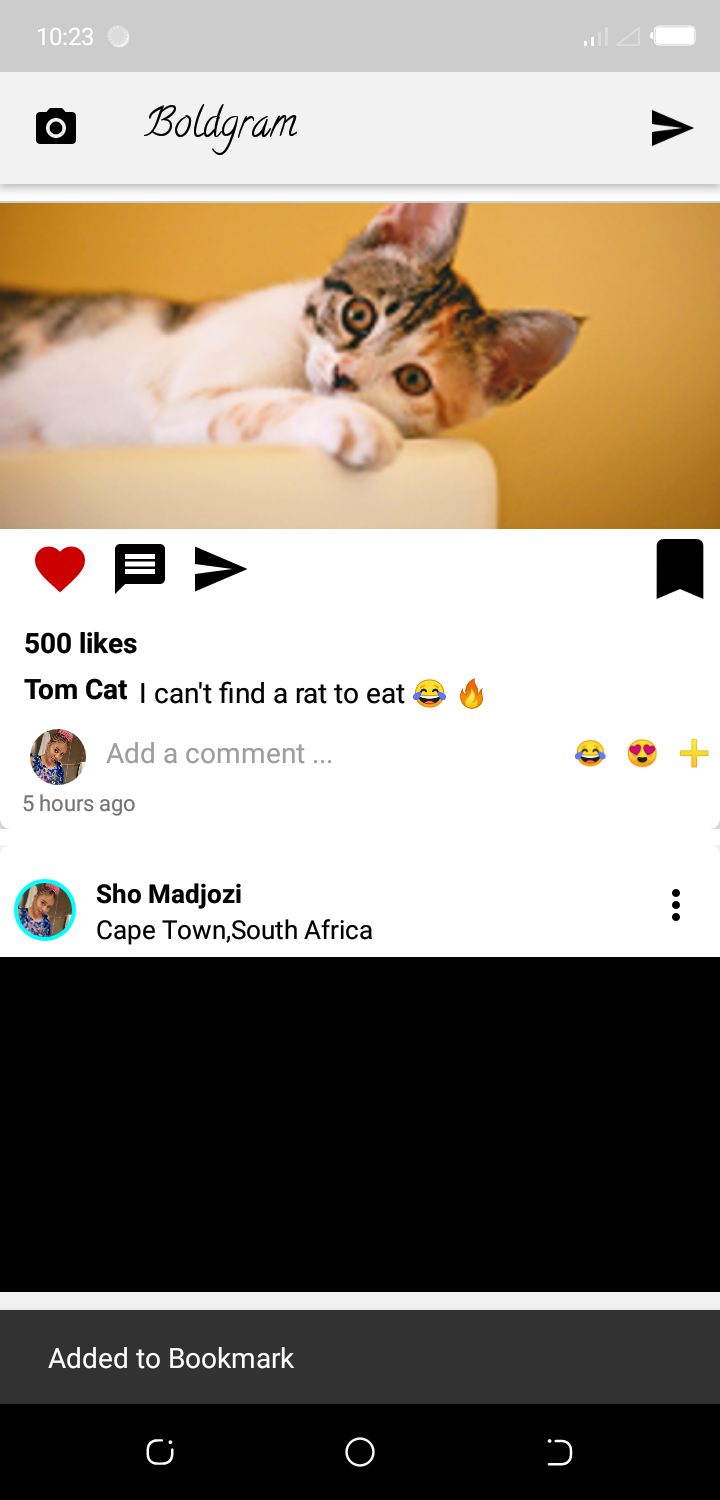 10:23
Boldgram
500 likes
Tom Cat I can't find a rat to eat 😂 🔥
Add a comment ...
😂 😍 ➕
5 hours ago
Sho Madjozi
Cape Town,South Africa
Added to Bookmark